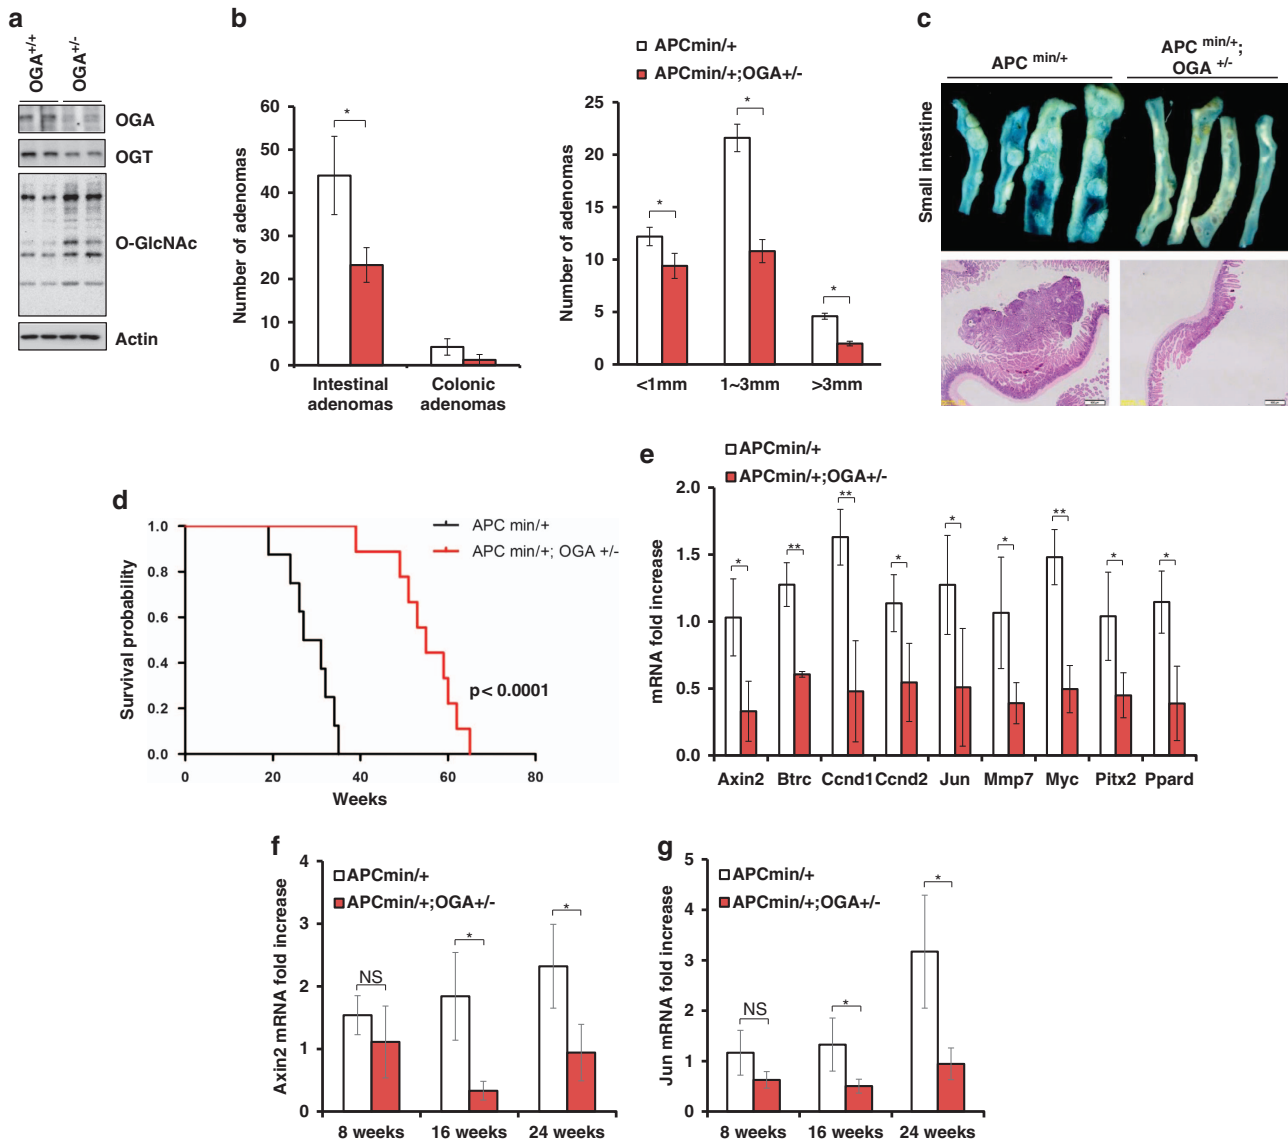 a
OGA+/+
OGA+/-
OGA
OGT
O-GlcNAc
Actin
b
Number of adenomas
60
50
40
30
20
10
0
*
Intestinal adenomas
Colonic adenomas
APCmin/+
APCmin/+;OGA+/-
Number of adenomas
25
20
15
10
5
0
*
*
*
<1mm
1~3mm
>3mm
c
APC min/+
APC min/+;
OGA +/-
Small intestine
d
Survival probability
1.0
0.8
0.6
0.4
0.2
0.0
APC min/+
APC min/+; OGA +/-
p< 0.0001
0 20 40 60 80
Weeks
e
APCmin/+
APCmin/+;OGA+/-
mRNA fold increase
2.0
1.5
1.0
0.5
0.0
* ** ** * * * ** * *
Axin2 Btrc Ccnd1 Ccnd2 Jun Mmp7 Myc Pitx2 Ppard
f
Axin2 mRNA fold increase
4
3
2
1
0
APCmin/+
APCmin/+;OGA+/-
NS
*
*
8 weeks 16 weeks 24 weeks
g
Jun mRNA fold increase
5
4
3
2
1
0
APCmin/+
APCmin/+;OGA+/-
NS
*
*
8 weeks 16 weeks 24 weeks